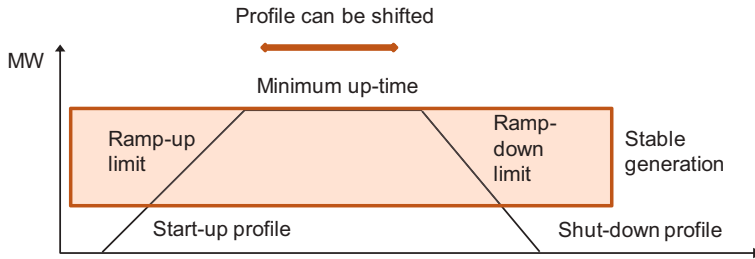 Profile can be shifted
MW
Minimum up-time
Ramp-up
limit
Ramp-
down
limit
Stable
generation
Start-up profile
Shut-down profile